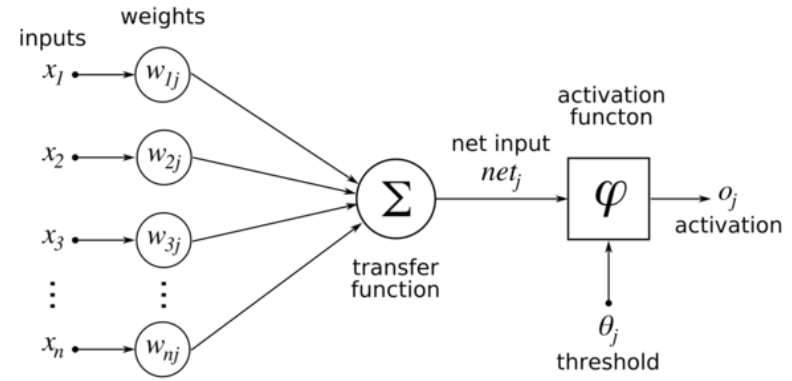 weights
inputs
x1
w1j
x2
w2j
x3
w3j
xn
wnj
Σ
transfer
function
net input
netj
activation
functon
φ
oj
activation
θj
threshold